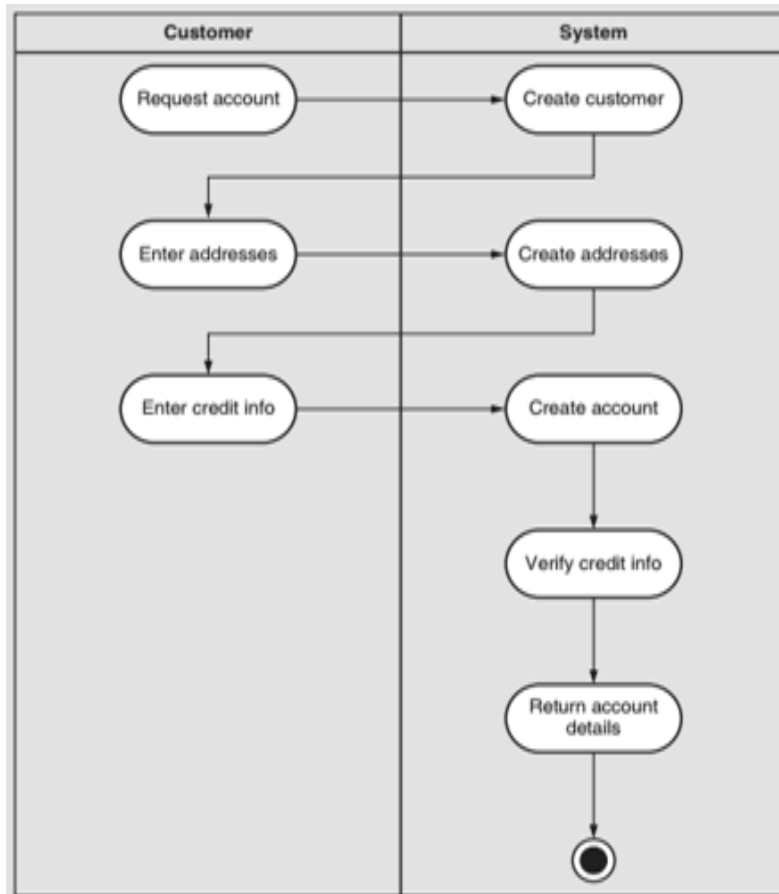 Customer
System
Request account
Create customer
Enter addresses
Create addresses
Enter credit info
Create account
Verify credit info
Return account
details